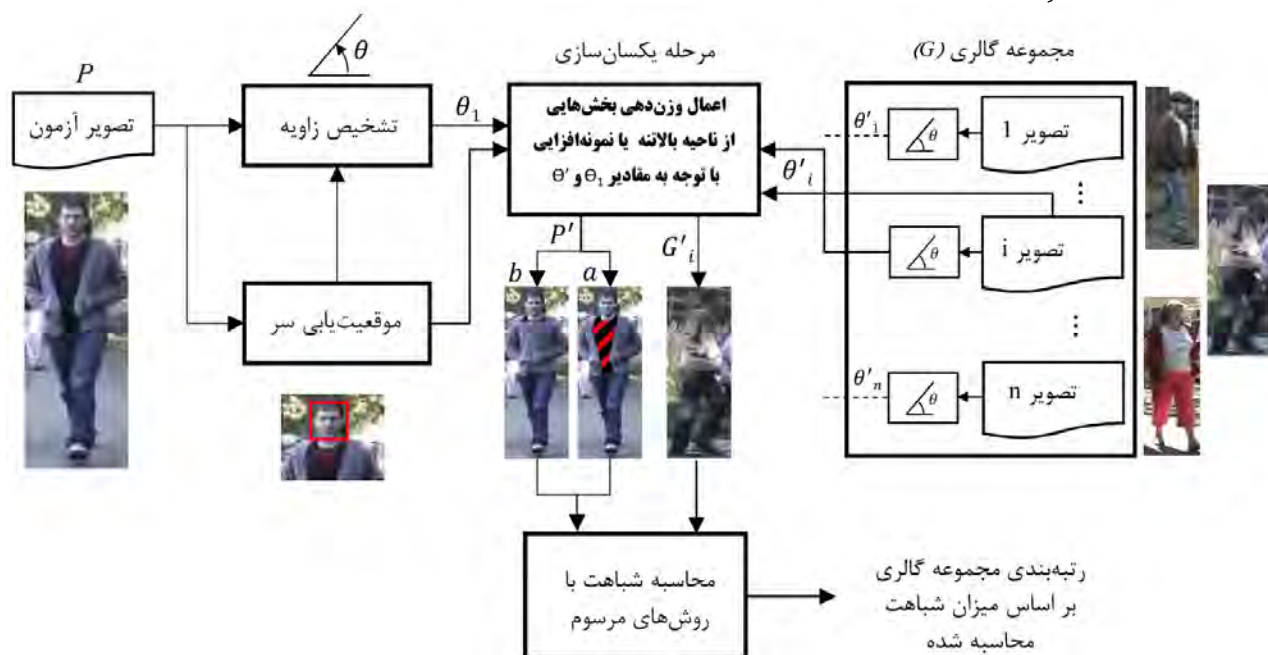 مجموعه گالری (G)
مرحله یکسان‌سازی
θ
P
تصویر آزمون
تشخیص زاویه
θ₁
اعمال وزن‌دهی بخش‌هایی
از ناحیه بالاتنه یا نمونه‌افزایی
با توجه به مقادیر θ₁ و θ'
θ'₁
θ
تصویر 1
⋮
θ'ᵢ
θ
تصویر i
⋮
θ'ₙ
θ
تصویر n
موقعیت‌یابی سر
P'
G'ᵢ
b
a
محاسبه شباهت با
روش‌های مرسوم
رتبه‌بندی مجموعه گالری
بر اساس میزان شباهت
محاسبه شده